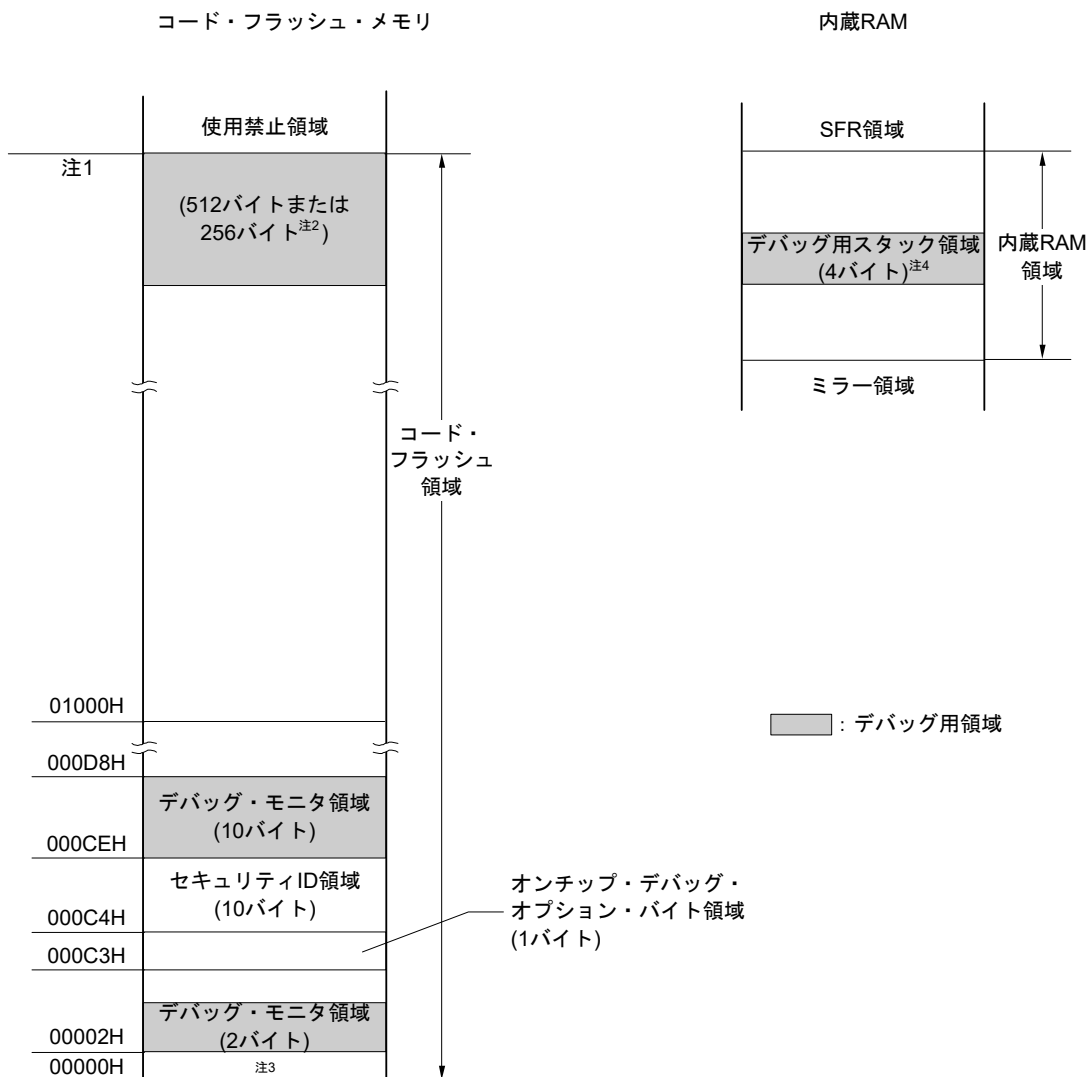 コード・フラッシュ・メモリ
内蔵RAM
使用禁止領域
注1
(512バイトまたは
256バイト注2)
コード・
フラッシュ
領域
01000H
000D8H
デバッグ・モニタ領域
(10バイト)
000CEH
セキュリティID領域
(10バイト)
000C4H
000C3H
オンチップ・デバッグ・
オプション・バイト領域
(1バイト)
デバッグ・モニタ領域
(2バイト)
00002H
00000H
注3
SFR領域
デバッグ用スタック領域
(4バイト)注4
内蔵RAM
領域
ミラー領域
：デバッグ用領域